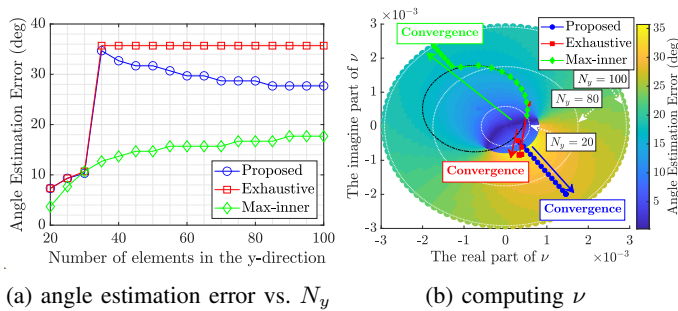 Angle Estimation Error (deg)
40
30
20
10
0
20
40
60
80
100
Number of elements in the y-direction
Proposed
Exhaustive
Max-inner
(a) angle estimation error vs. N_y
×10⁻³
3
2
1
0
-1
-2
-3
The imagine part of ν
-3
-2
-1
0
1
2
3
The real part of ν
×10⁻³
Convergence
Proposed
Exhaustive
Max-inner
N_y = 100
N_y = 80
N_y = 20
Convergence
Convergence
35
30
25
20
15
10
5
Angle Estimation Error (deg)
(b) computing ν